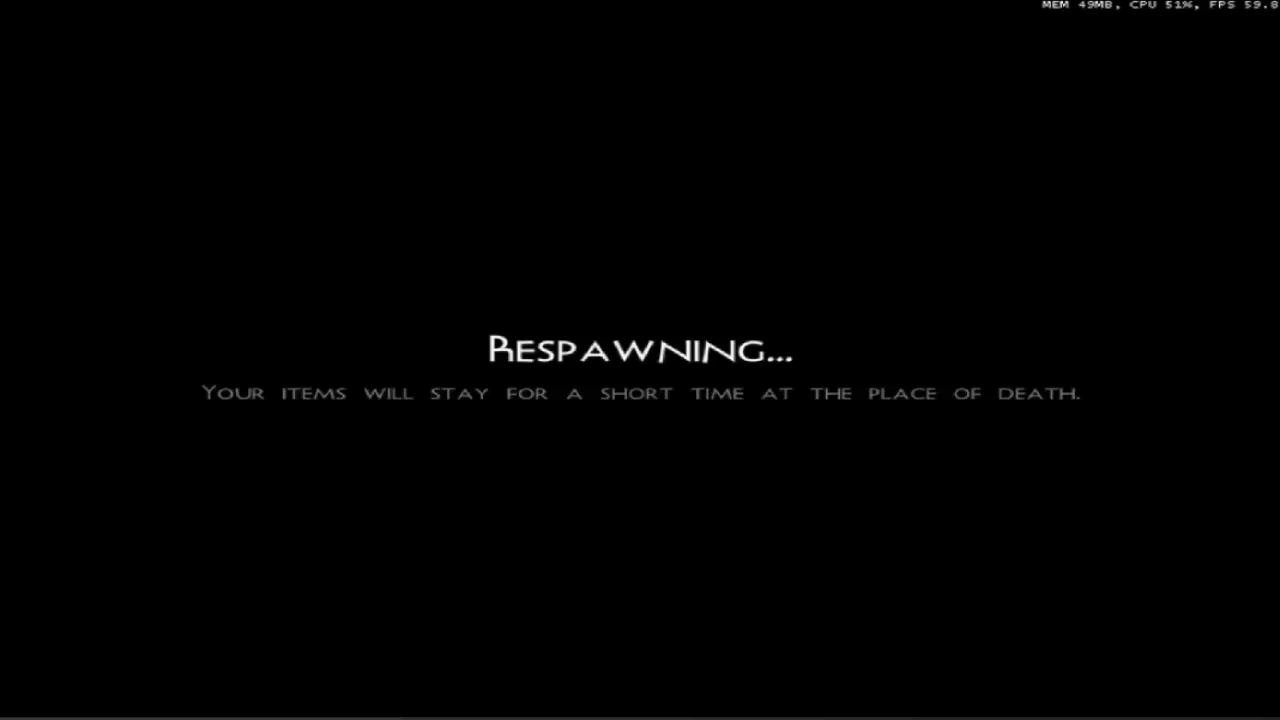 MEM 49MB, CPU 51%, FPS 59.8
RESPAWNING...
YOUR ITEMS WILL STAY FOR A SHORT TIME AT THE PLACE OF DEATH.